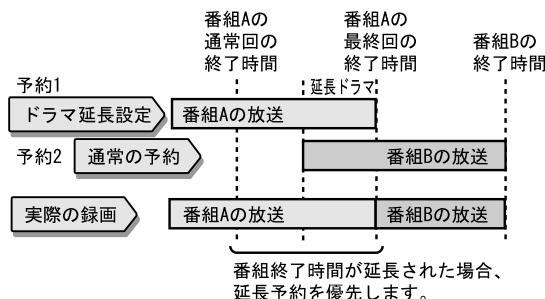 番組Aの
通常回の
終了時間
番組Aの
最終回の
終了時間
番組Bの
終了時間
予約1
延長ドラマ
ドラマ延長設定
番組Aの放送
予約2
通常の予約
番組Bの放送
実際の録画
番組Aの放送
番組Bの放送
番組終了時間が延長された場合、
延長予約を優先します。